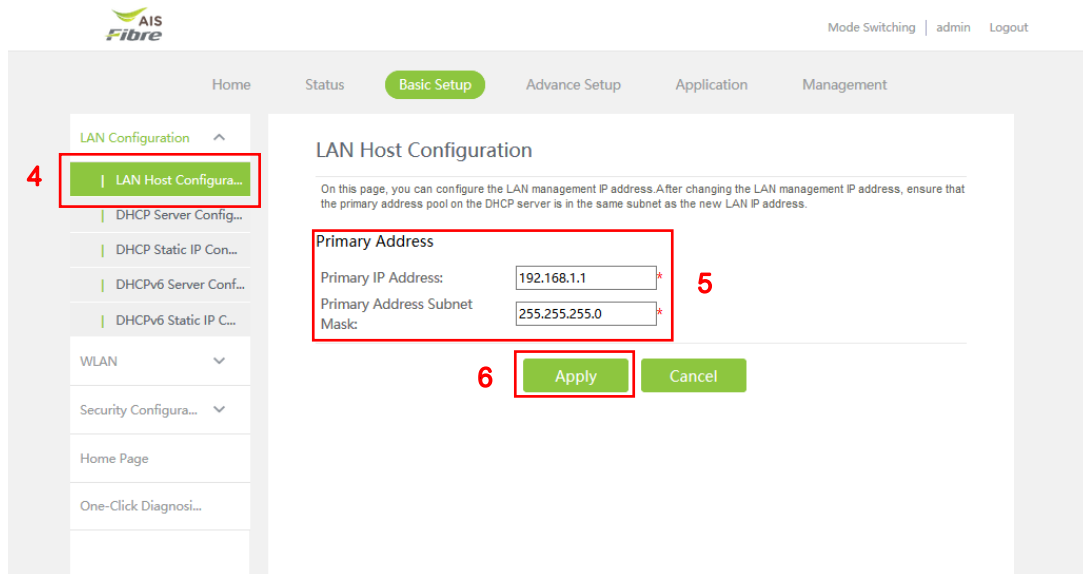 AIS
Fibre
Mode Switching | admin Logout
Home Status Basic Setup Advance Setup Application Management
LAN Configuration
4
| LAN Host Configura...
| DHCP Server Config...
| DHCP Static IP Con...
| DHCPv6 Server Conf...
| DHCPv6 Static IP C...
WLAN
Security Configura...
Home Page
One-Click Diagnosi...
LAN Host Configuration
On this page, you can configure the LAN management IP address.After changing the LAN management IP address, ensure that
the primary address pool on the DHCP server is in the same subnet as the new LAN IP address.
Primary Address
Primary IP Address: 192.168.1.1 *
5
Primary Address Subnet
Mask: 255.255.255.0 *
6
Apply Cancel